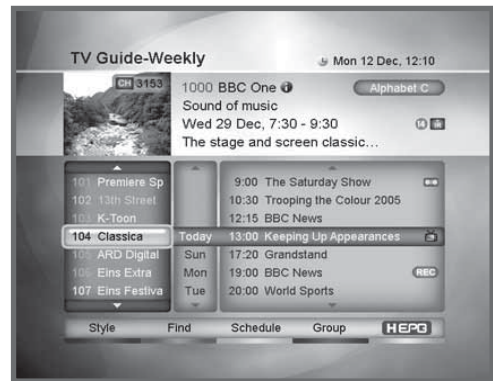 TV Guide-Weekly
Mon 12 Dec, 12:10
CH 3153
1000 BBC One
Alphabet C
Sound of music
Wed 29 Dec, 7:30 - 9:30
The stage and screen classic...
101 Premiere Sp
102 13th Street
103 K-Toon
104 Classica
105 ARD Digital
106 Eins Extra
107 Eins Festiva
Today
Sun
Mon
Tue
9:00 The Saturday Show
10:30 Trooping the Colour 2005
12:15 BBC News
13:00 Keeping Up Appearances
17:20 Grandstand
19:00 BBC News REC
20:00 World Sports
Style Find Schedule Group HEPG